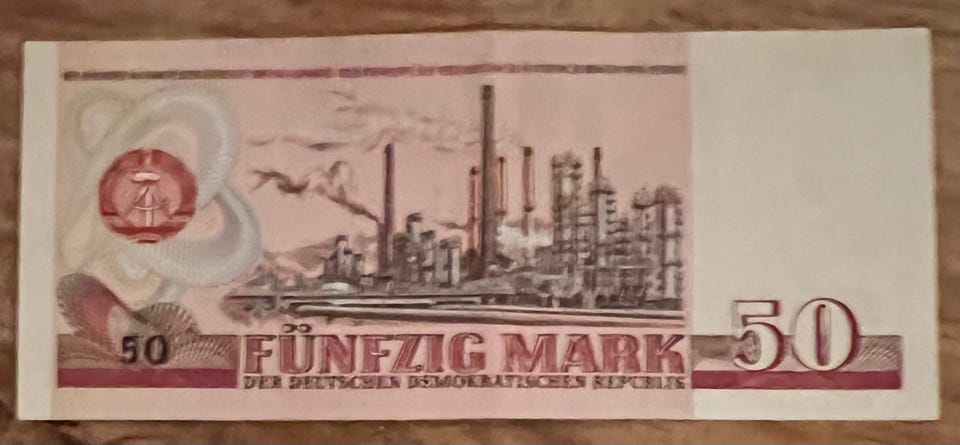 50 FÜNFZIG MARK 50
DER DEUTSCHEN DEMOKRATISCHEN REPUBLIK